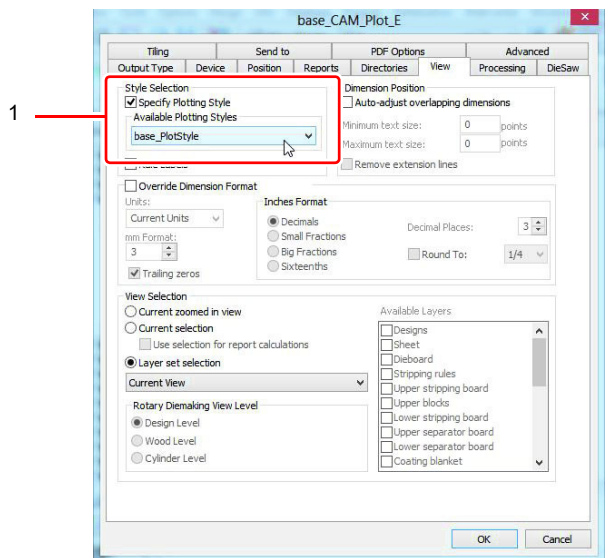 base_CAM_Plot_E
Tiling Send to PDF Options Advanced
Output Type Device Position Reports Directories View Processing DieSaw
1
Style Selection
Specify Plotting Style
Available Plotting Styles
base_PlotStyle
Dimension Position
Auto-adjust overlapping dimensions
Minimum text size: 0 points
Maximum text size: 0 points
Remove extension lines
Override Dimension Format
Units:
Current Units
mm Format:
3
Trailing zeros
Inches Format
Decimals
Small Fractions
Big Fractions
Sixteenths
Decimal Places: 3
Round To: 1/4
View Selection
Current zoomed in view
Current selection
Use selection for report calculations
Layer set selection
Current View
Rotary Diemaking View Level
Design Level
Wood Level
Cylinder Level
Available Layers
Designs
Sheet
Dieboard
Stripping rules
Upper stripping board
Upper blocks
Lower stripping board
Upper separator board
Lower separator board
Coating blanket
OK Cancel